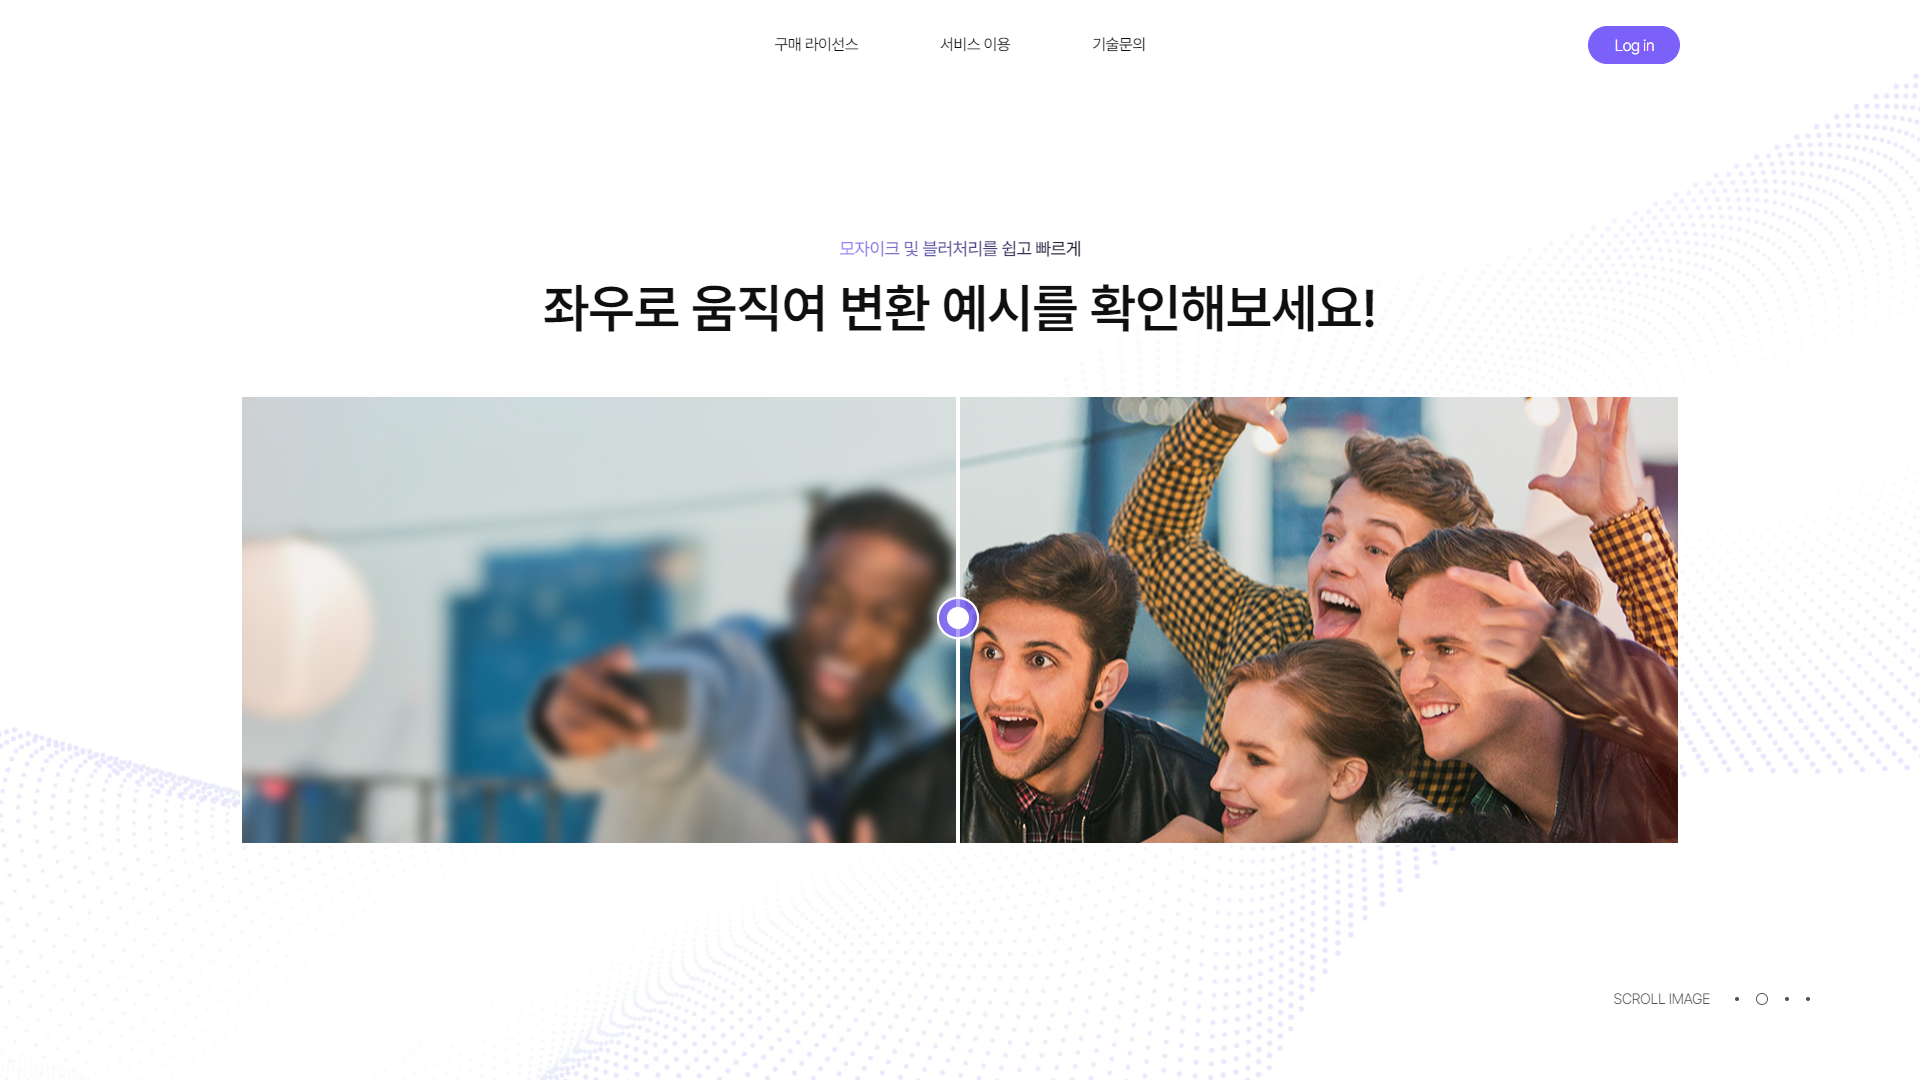 구매 라이선스
서비스 이용
기술문의
Log in
모자이크 및 블러처리를 쉽고 빠르게
좌우로 움직여 변환 예시를 확인해보세요!
SCROLL IMAGE